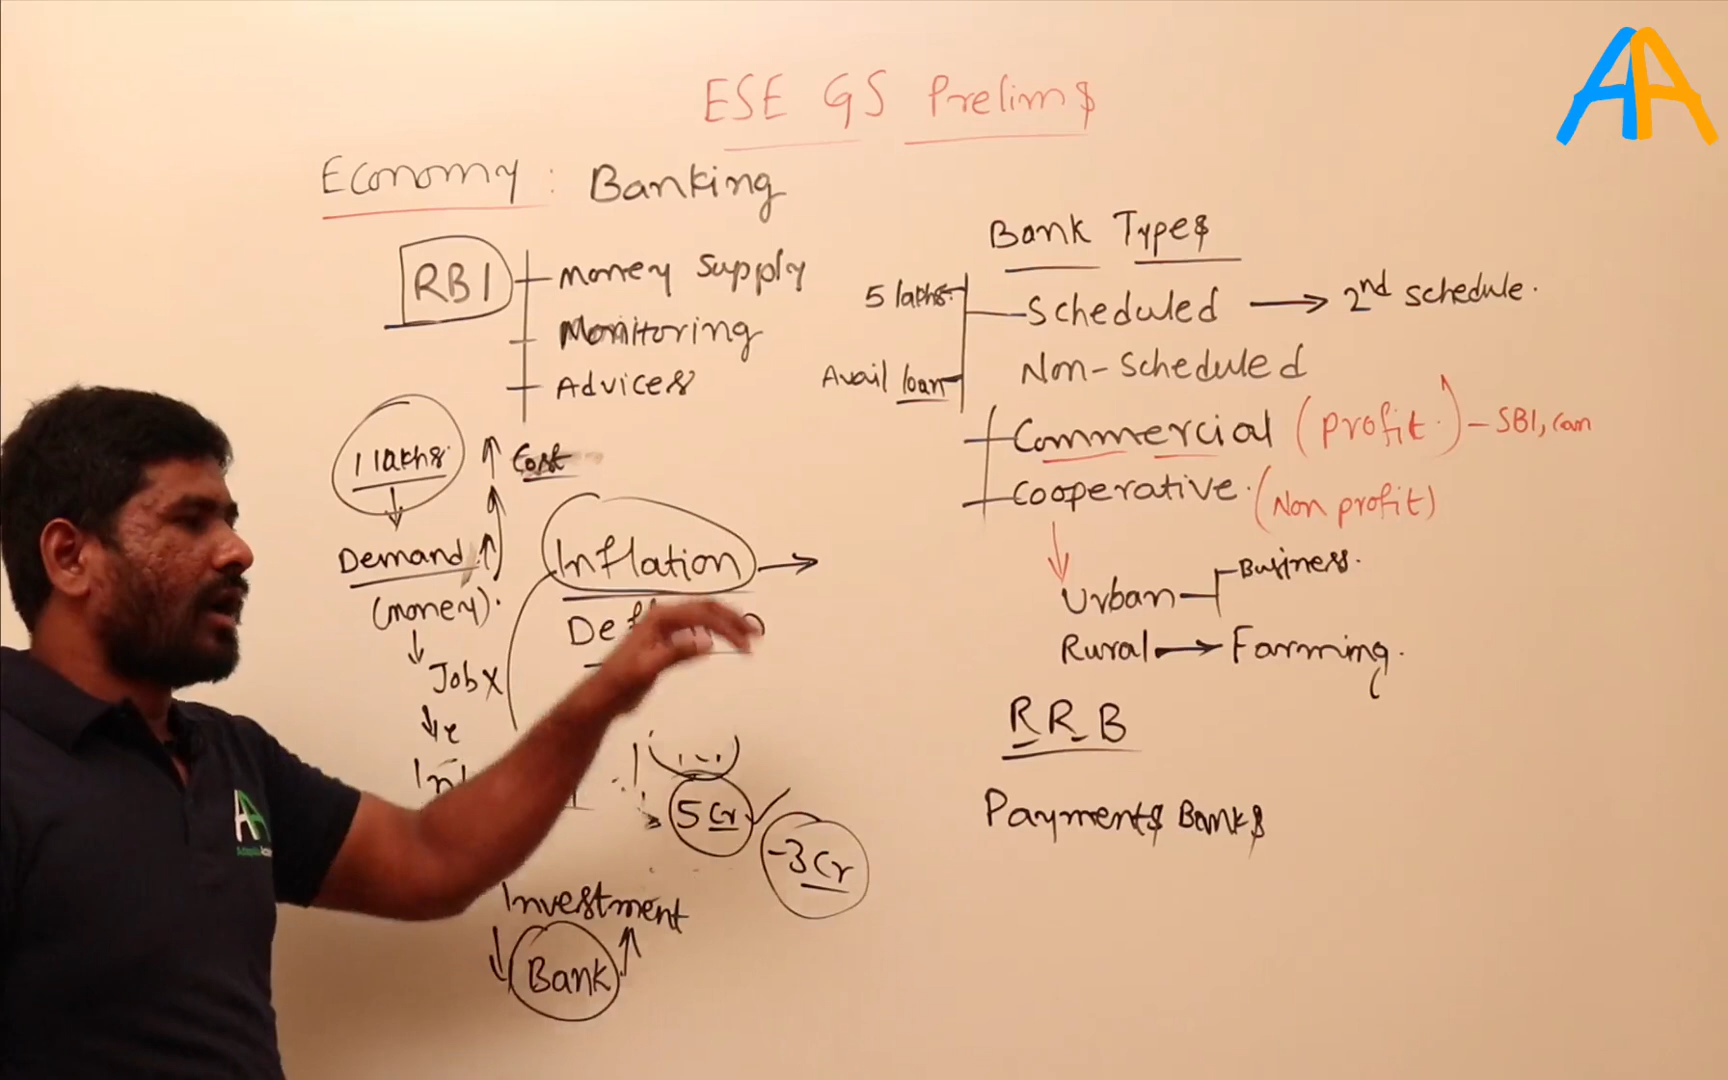 ESE GS Prelims
Economy : Banking
RBI
Money Supply
Monitoring
Advices
1 lakhs
Cost
Demand
(money).
Job X
Inflation
5 Cr
-3 Cr
Investment
Bank
Bank Types
5 lakhs
Scheduled → 2nd schedule.
Avail loan
Non-Scheduled
Commercial (Profit.) - SBI, Can
Cooperative. (Non profit)
Urban
Business.
Rural → Farming.
RRB
Payments Banks